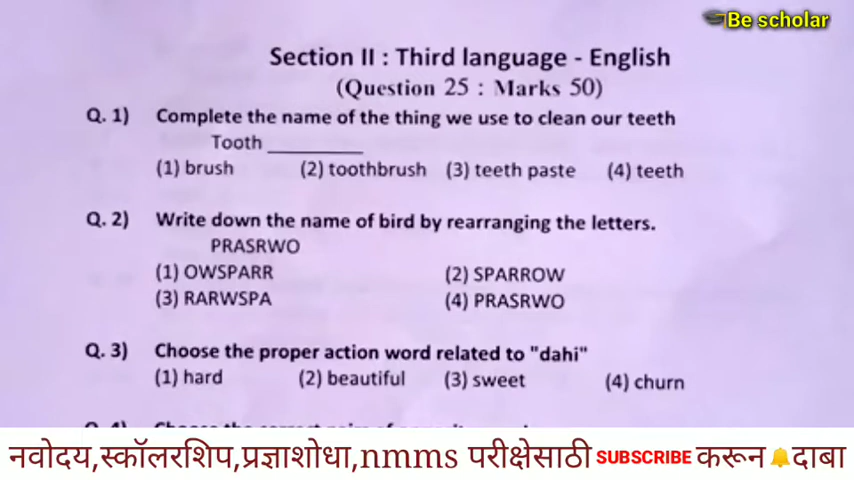 Be scholar
Section II : Third language - English
(Question 25 : Marks 50)
Q. 1) Complete the name of the thing we use to clean our teeth
Tooth ________
(1) brush (2) toothbrush (3) teeth paste (4) teeth
Q. 2) Write down the name of bird by rearranging the letters.
PRASRWO
(1) OWSPARR (2) SPARROW
(3) RARWSPA (4) PRASRWO
Q. 3) Choose the proper action word related to "dahi"
(1) hard (2) beautiful (3) sweet (4) churn
नवोदय,स्कॉलरशिप,प्रज्ञाशोधा,nmms परीक्षेसाठी SUBSCRIBE करून🔔दाबा